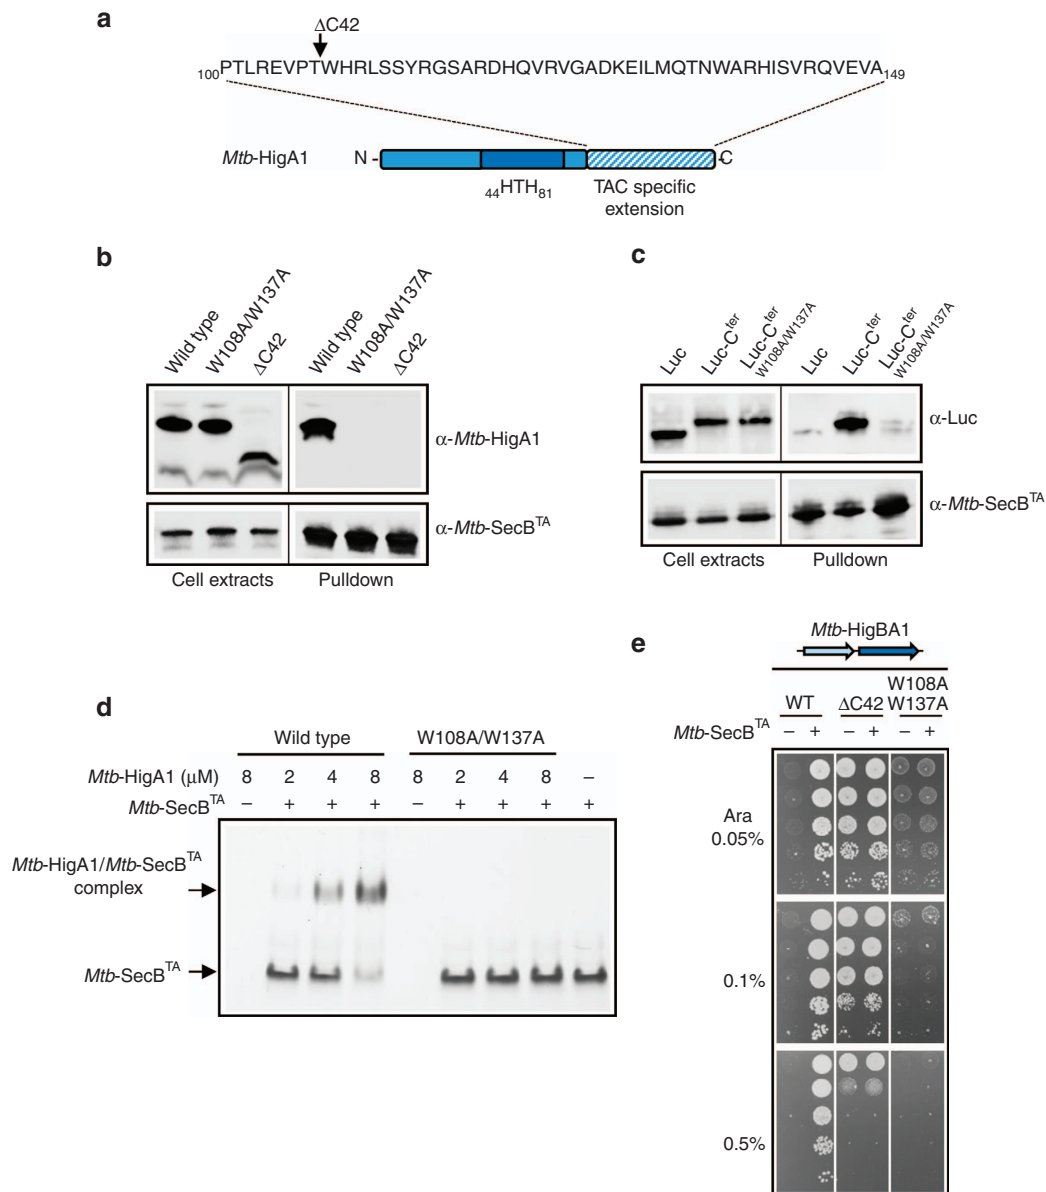 a
ΔC42
100PTLREVPTWHRLSSYRGSARDHQVRVGADKEILMQTNWARHISVRQVEVA149
Mtb-HigA1
N -
-C
44HTH81
TAC specific
extension
b
Wild type
W108A/W137A
ΔC42
Wild type
W108A/W137A
ΔC42
α-Mtb-HigA1
α-Mtb-SecBTA
Cell extracts
Pulldown
c
Luc
Luc-Cter
Luc-Cter
W108A/W137A
Luc
Luc-Cter
Luc-Cter
W108A/W137A
α-Luc
α-Mtb-SecBTA
Cell extracts
Pulldown
d
Wild type
W108A/W137A
Mtb-HigA1 (μM) 8 2 4 8 8 2 4 8 –
Mtb-SecBTA – + + + – + + + +
Mtb-HigA1/Mtb-SecBTA
complex
Mtb-SecBTA
e
Mtb-HigBA1
WT
ΔC42
W108A
W137A
Mtb-SecBTA – + – + – +
Ara
0.05%
0.1%
0.5%